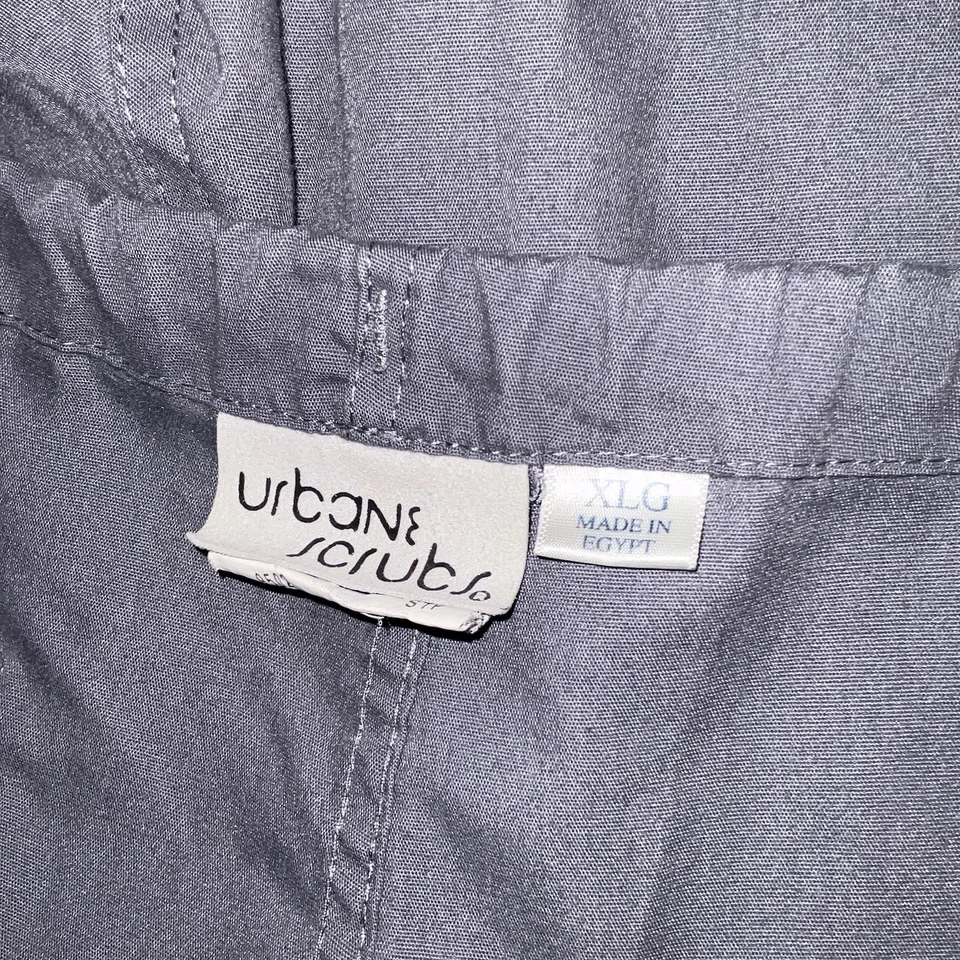 urbane
scrubs
XLG
MADE IN
EGYPT